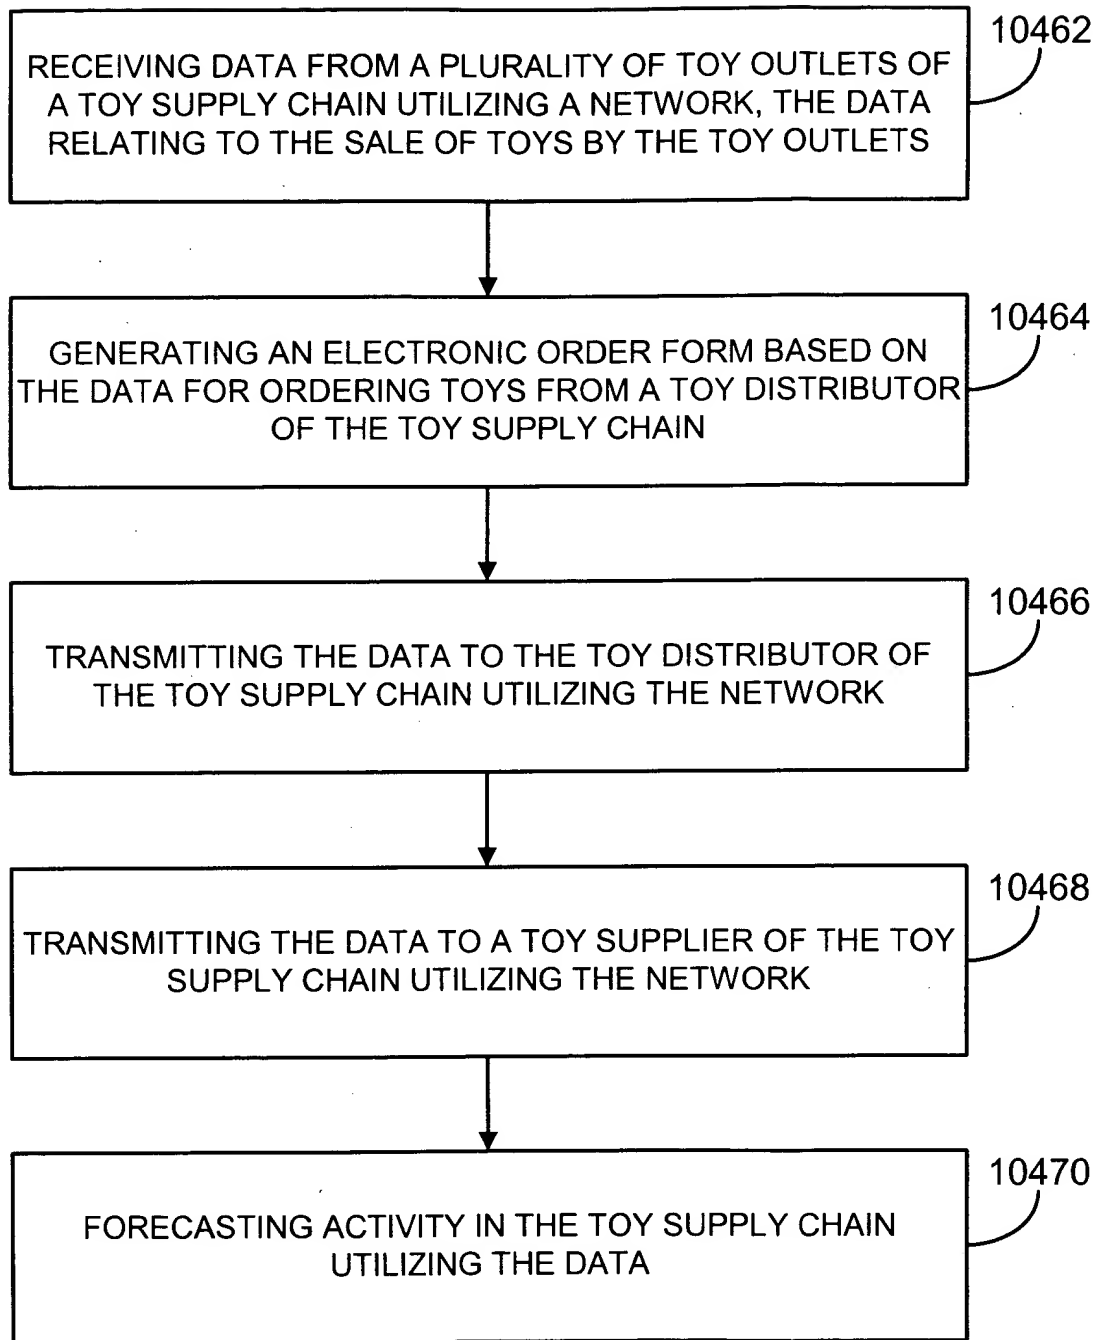 10462
RECEIVING DATA FROM A PLURALITY OF TOY OUTLETS OF
A TOY SUPPLY CHAIN UTILIZING A NETWORK, THE DATA
RELATING TO THE SALE OF TOYS BY THE TOY OUTLETS
10464
GENERATING AN ELECTRONIC ORDER FORM BASED ON
THE DATA FOR ORDERING TOYS FROM A TOY DISTRIBUTOR
OF THE TOY SUPPLY CHAIN
10466
TRANSMITTING THE DATA TO THE TOY DISTRIBUTOR OF
THE TOY SUPPLY CHAIN UTILIZING THE NETWORK
10468
TRANSMITTING THE DATA TO A TOY SUPPLIER OF THE TOY
SUPPLY CHAIN UTILIZING THE NETWORK
10470
FORECASTING ACTIVITY IN THE TOY SUPPLY CHAIN
UTILIZING THE DATA